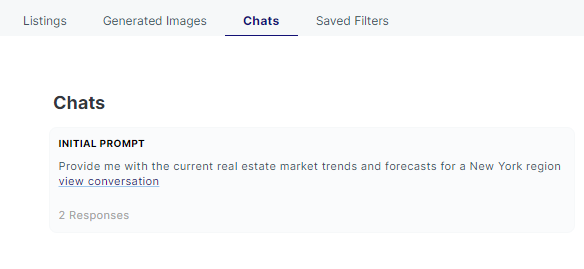 Listings
Generated Images
Chats
Saved Filters
Chats
INITIAL PROMPT
Provide me with the current real estate market trends and forecasts for a New York region
view conversation
2 Responses